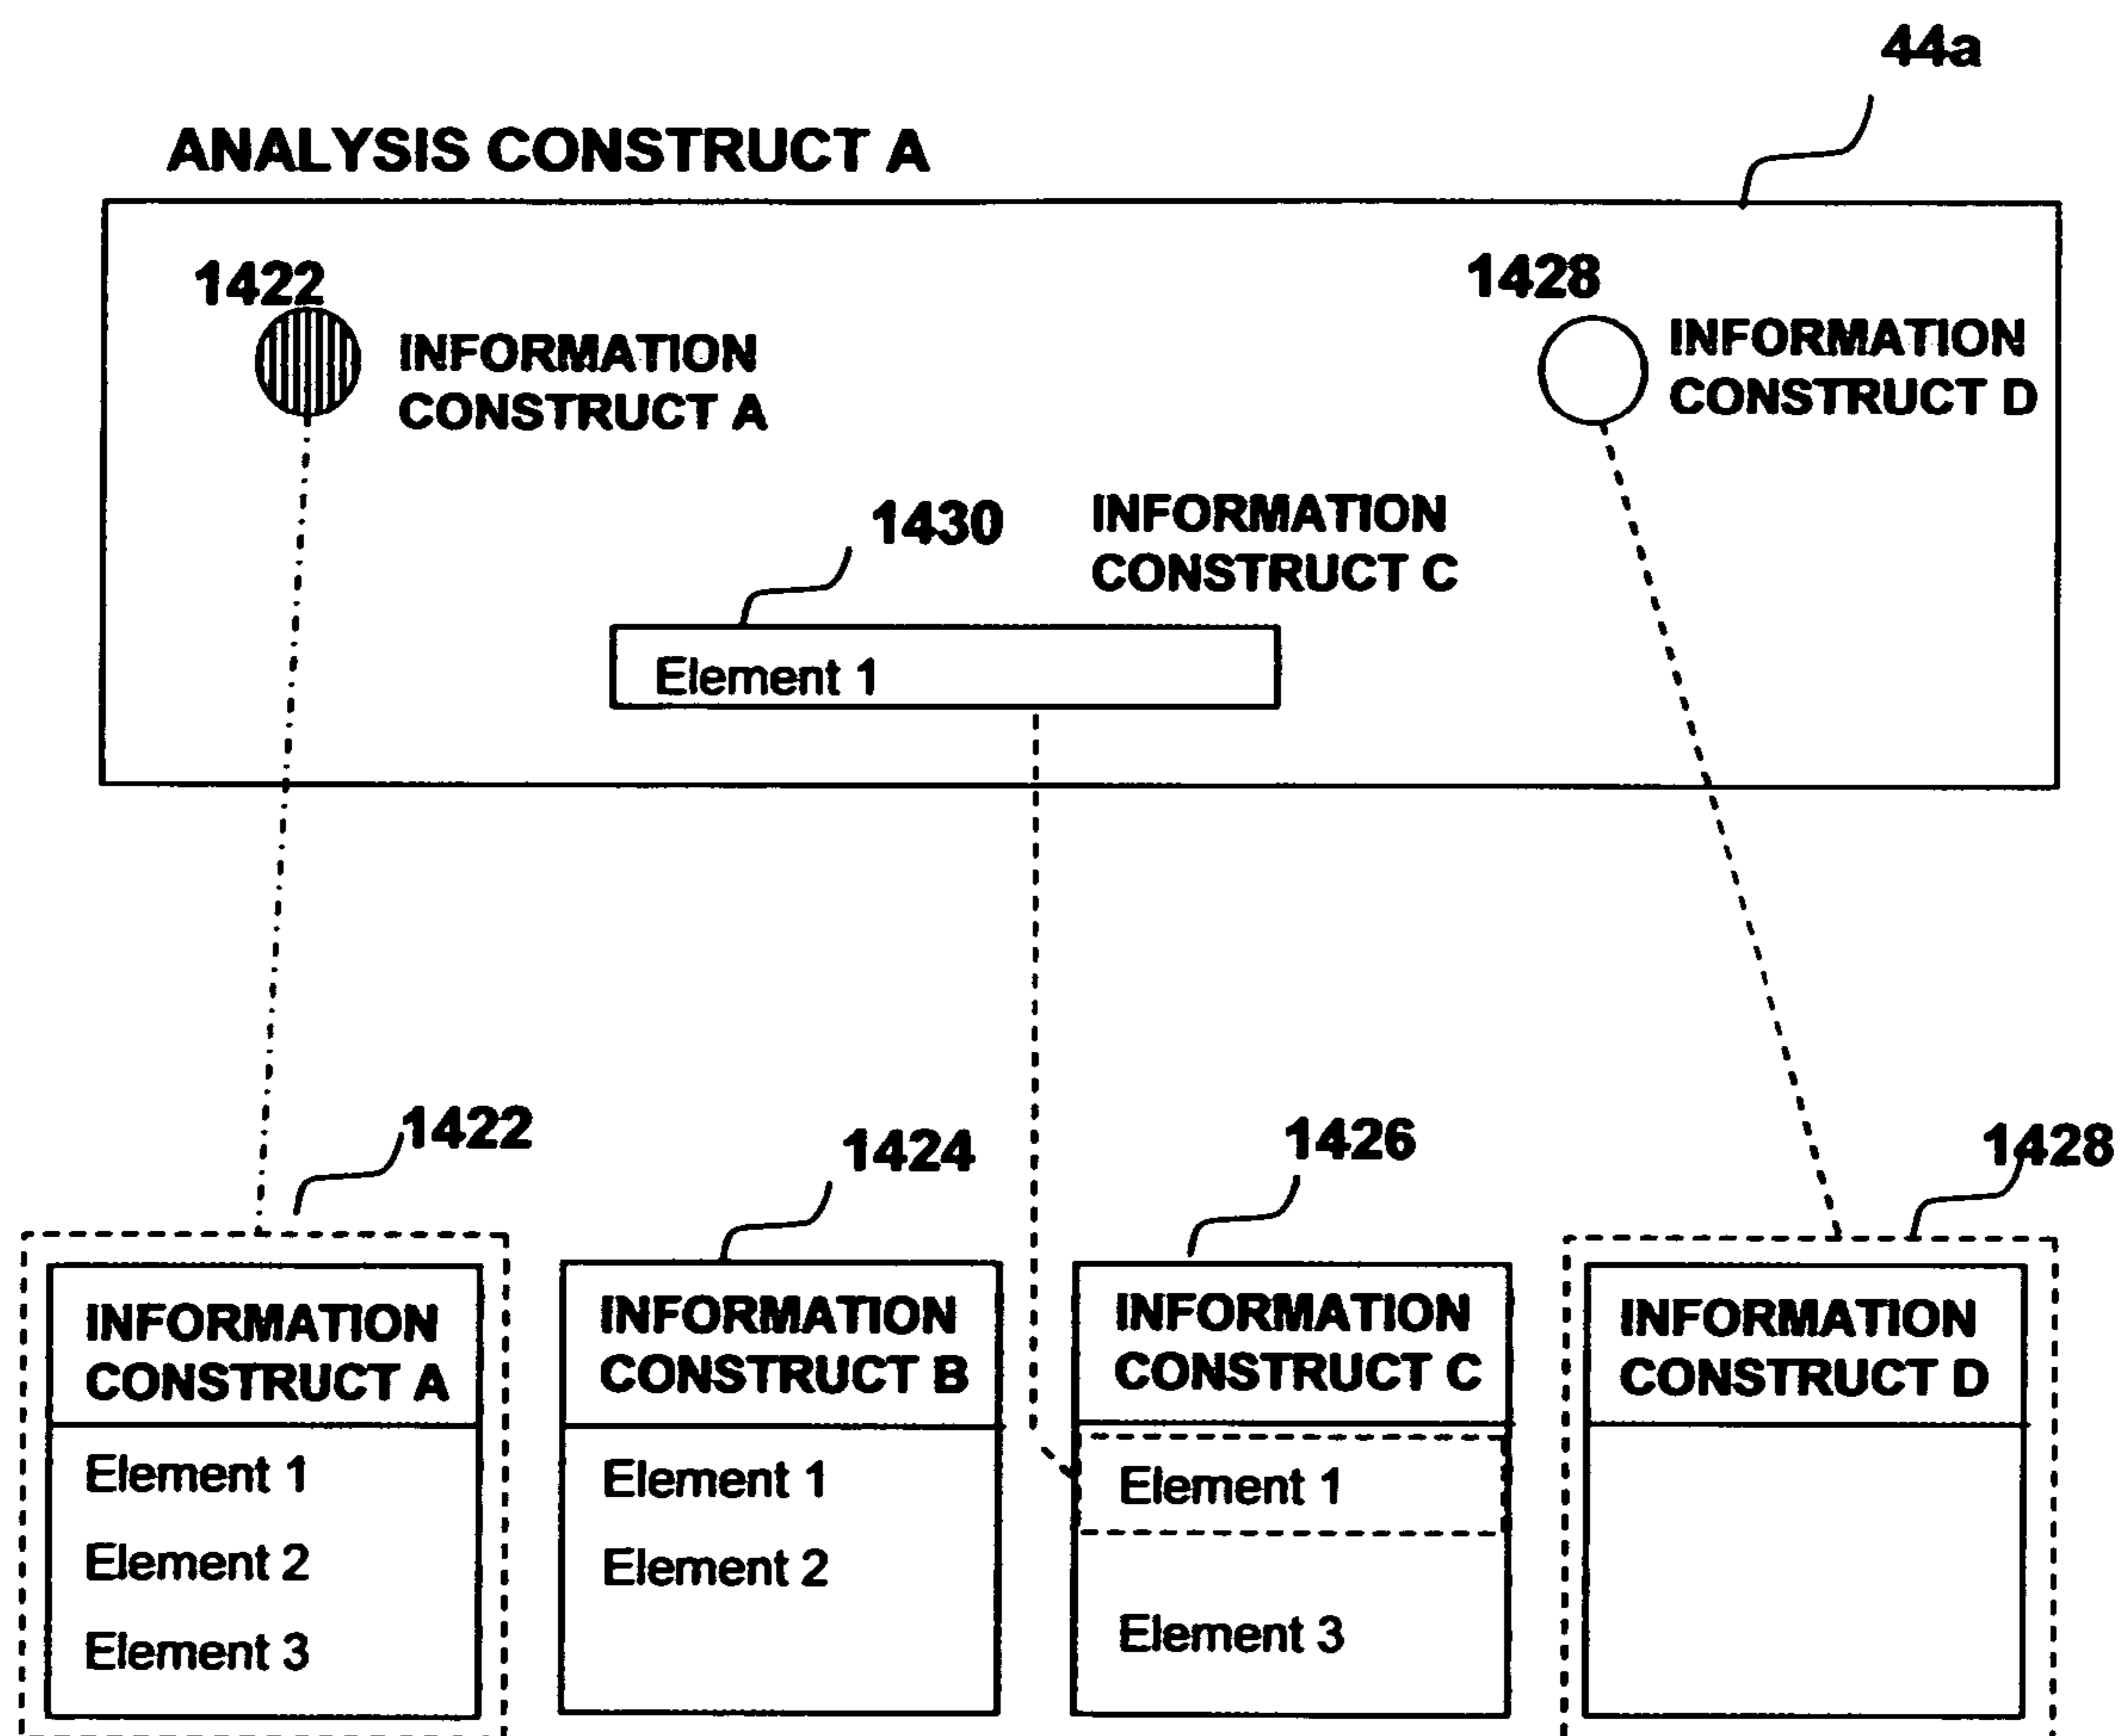 44a
ANALYSIS CONSTRUCT A
1422
INFORMATION
CONSTRUCT A
1428
INFORMATION
CONSTRUCT D
1430
INFORMATION
CONSTRUCT C
Element 1
1422
1424
1426
1428
INFORMATION
CONSTRUCT A
Element 1
Element 2
Element 3
INFORMATION
CONSTRUCT B
Element 1
Element 2
INFORMATION
CONSTRUCT C
Element 1
Element 3
INFORMATION
CONSTRUCT D